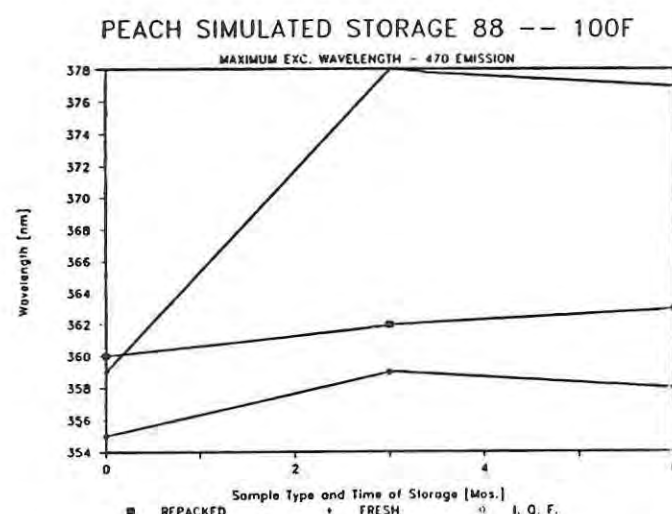 PEACH SIMULATED STORAGE 88 -- 100F
MAXIMUM EXC. WAVELENGTH - 470 EMISSION
378
376
374
372
370
368
366
364
362
360
358
356
354
Wavelength [nm]
0 2 4
Sample Type and Time of Storage [Mos.]
REPACKED + FRESH ◇ I. Q. F.